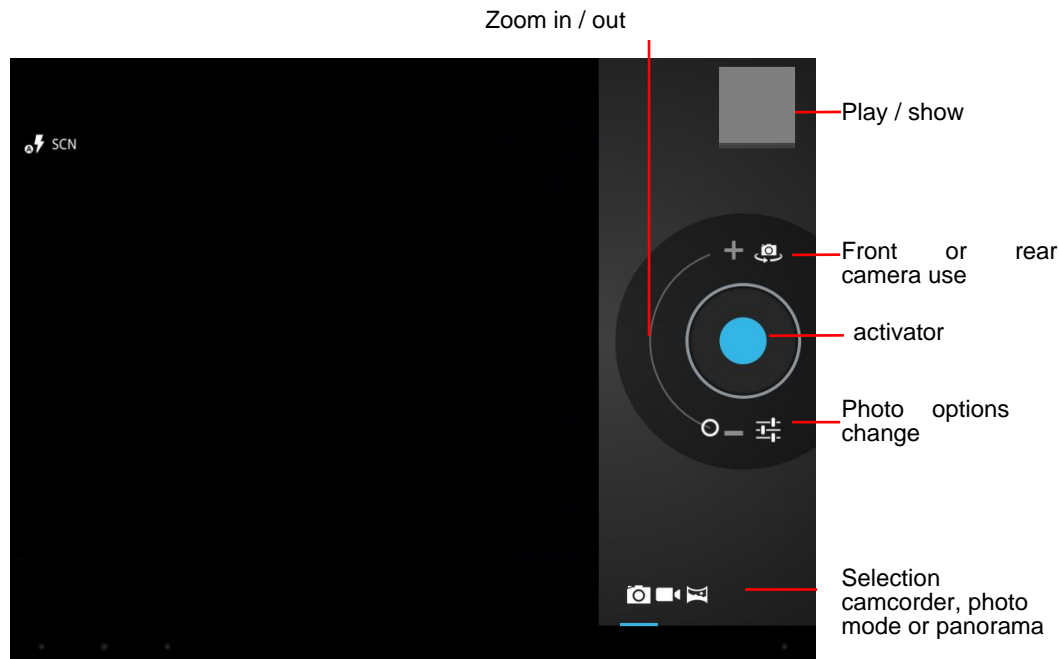 Zoom in / out
Play / show
SCN
Front or rear
camera use
activator
Photo options
change
Selection
camcorder, photo
mode or panorama